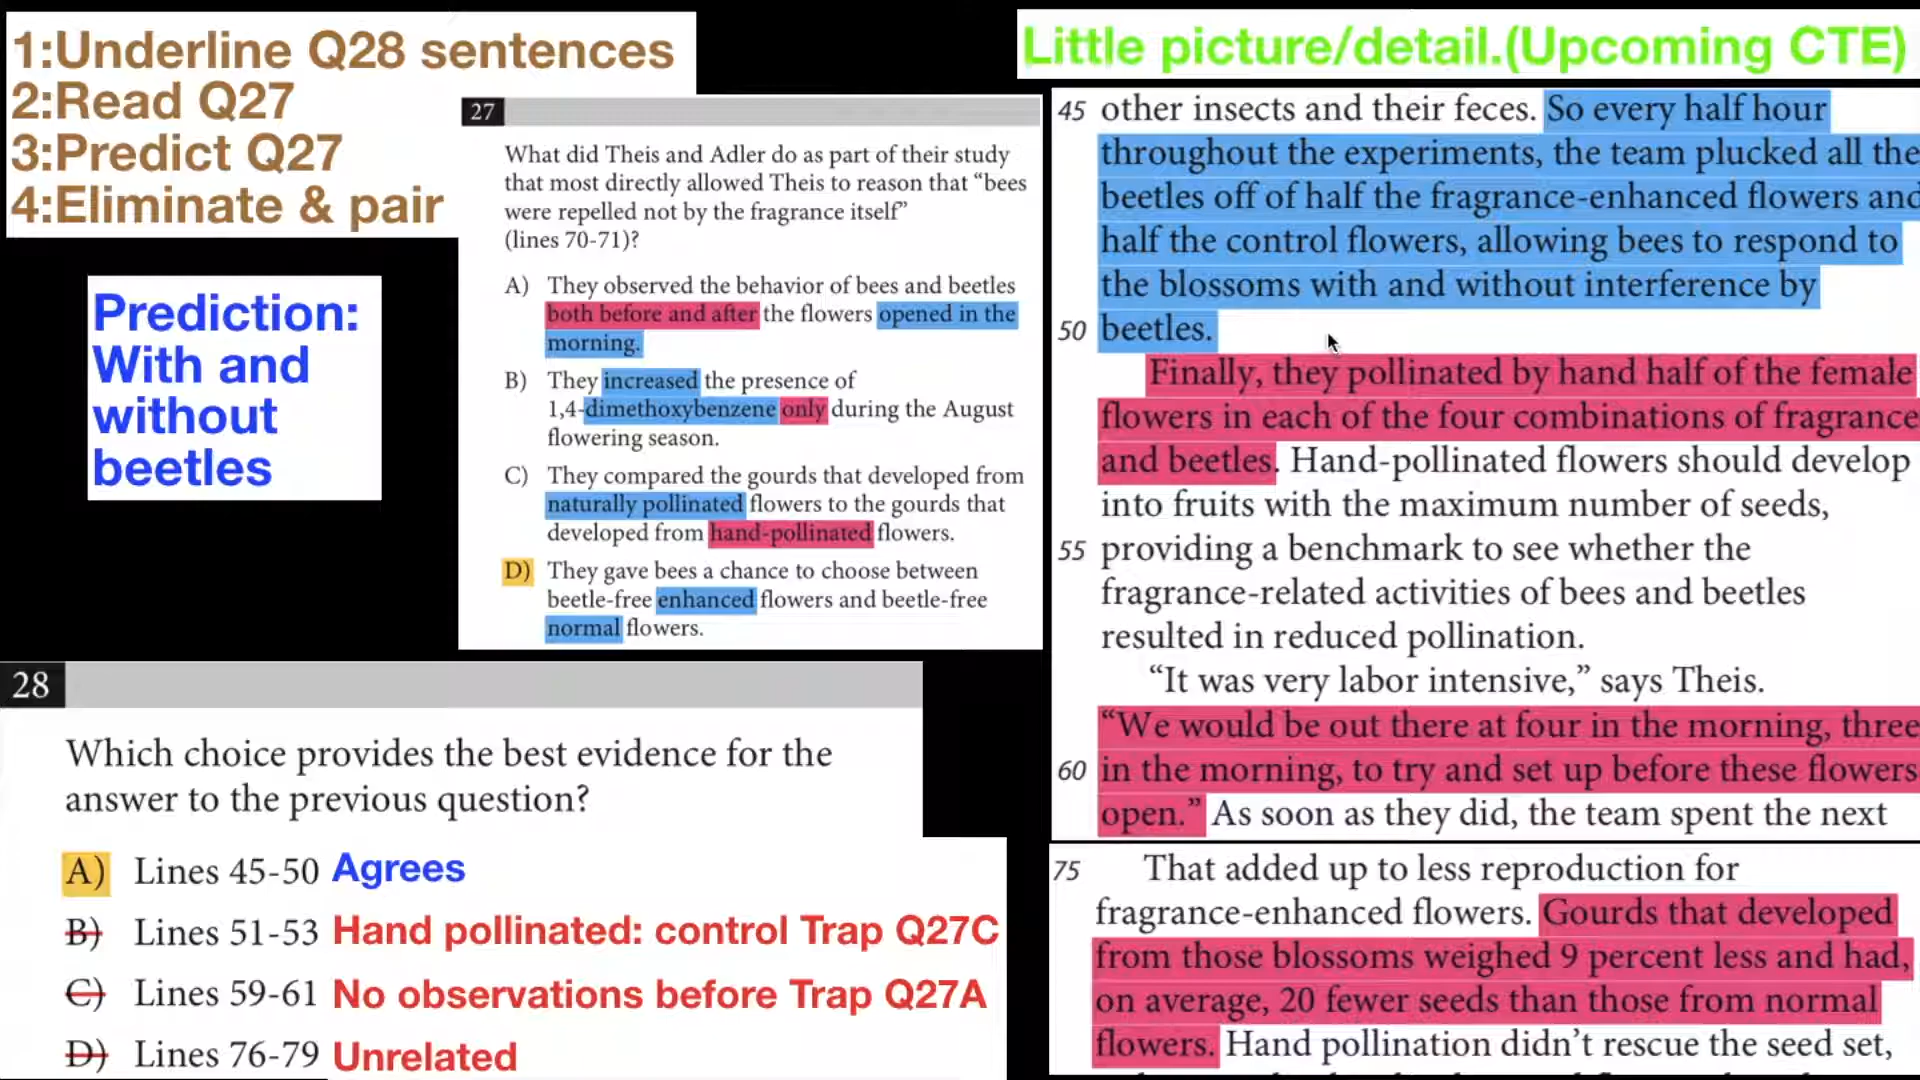 1:Underline Q28 sentences
2:Read Q27
3:Predict Q27
4:Eliminate & pair
Prediction:
With and
without
beetles
27
What did Theis and Adler do as part of their study
that most directly allowed Theis to reason that “bees
were repelled not by the fragrance itself”
(lines 70-71)?
A) They observed the behavior of bees and beetles
both before and after the flowers opened in the
morning.
B) They increased the presence of
1,4-dimethoxybenzene only during the August
flowering season.
C) They compared the gourds that developed from
naturally pollinated flowers to the gourds that
developed from hand-pollinated flowers.
D) They gave bees a chance to choose between
beetle-free enhanced flowers and beetle-free
normal flowers.
28
Which choice provides the best evidence for the
answer to the previous question?
A) Lines 45-50 Agrees
B) Lines 51-53 Hand pollinated: control Trap Q27C
C) Lines 59-61 No observations before Trap Q27A
D) Lines 76-79 Unrelated
Little picture/detail.(Upcoming CTE)
45 other insects and their feces. So every half hour
throughout the experiments, the team plucked all the
beetles off of half the fragrance-enhanced flowers and
half the control flowers, allowing bees to respond to
the blossoms with and without interference by
50 beetles.
Finally, they pollinated by hand half of the female
flowers in each of the four combinations of fragrance
and beetles. Hand-pollinated flowers should develop
into fruits with the maximum number of seeds,
55 providing a benchmark to see whether the
fragrance-related activities of bees and beetles
resulted in reduced pollination.
“It was very labor intensive,” says Theis.
“We would be out there at four in the morning, three
60 in the morning, to try and set up before these flowers
open.” As soon as they did, the team spent the next
75 That added up to less reproduction for
fragrance-enhanced flowers. Gourds that developed
from those blossoms weighed 9 percent less and had,
on average, 20 fewer seeds than those from normal
flowers. Hand pollination didn’t rescue the seed set,